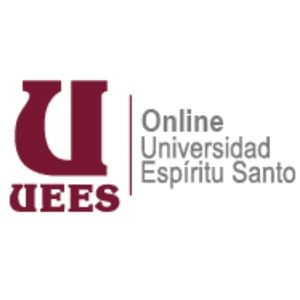 U
UEES
Online
Universidad
Espíritu Santo